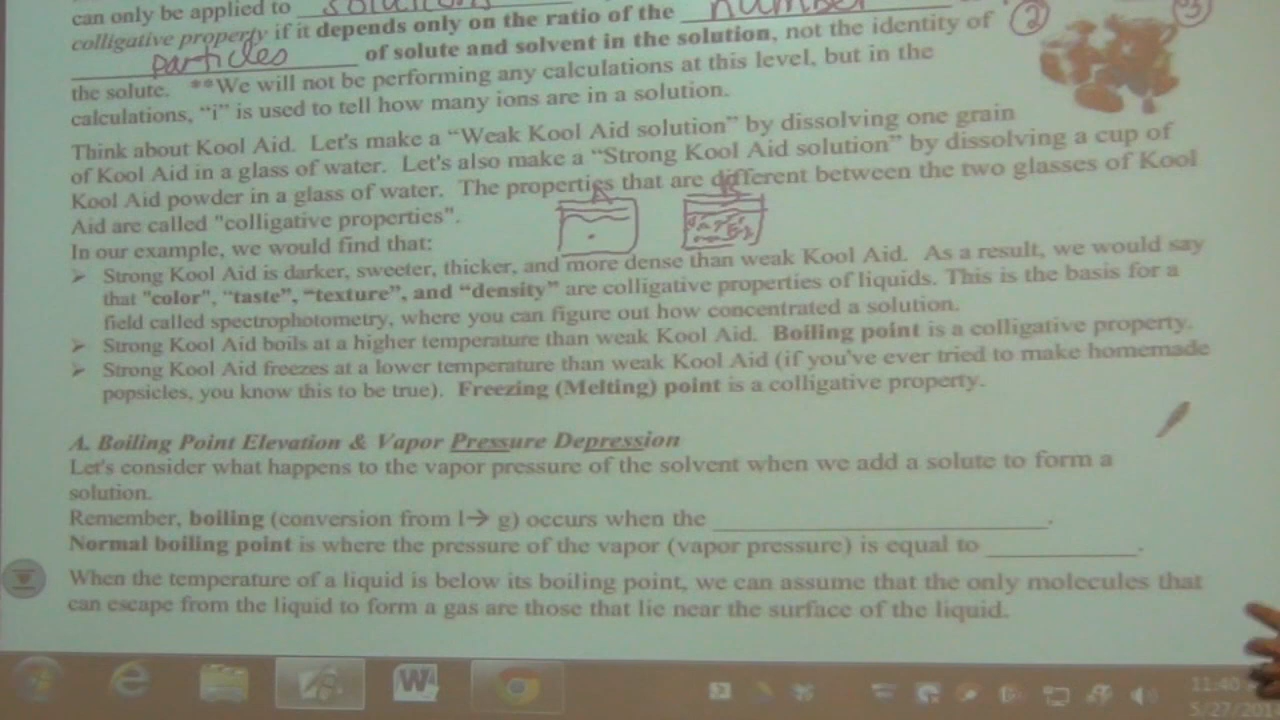 can only be applied to solutions
colligative property if it depends only on the ratio of the number
particles of solute and solvent in the solution, not the identity of
the solute. **We will not be performing any calculations at this level, but in the
calculations, “i” is used to tell how many ions are in a solution.
② ③
Think about Kool Aid. Let's make a “Weak Kool Aid solution” by dissolving one grain
of Kool Aid in a glass of water. Let's also make a “Strong Kool Aid solution” by dissolving a cup of
Kool Aid powder in a glass of water. The properties that are different between the two glasses of Kool
Aid are called "colligative properties".
A B
In our example, we would find that:
➢ Strong Kool Aid is darker, sweeter, thicker, and more dense than weak Kool Aid. As a result, we would say
that "color", “taste”, “texture”, and “density” are colligative properties of liquids. This is the basis for a
field called spectrophotometry, where you can figure out how concentrated a solution.
➢ Strong Kool Aid boils at a higher temperature than weak Kool Aid. Boiling point is a colligative property.
➢ Strong Kool Aid freezes at a lower temperature than weak Kool Aid (if you've ever tried to make homemade
popsicles, you know this to be true). Freezing (Melting) point is a colligative property.
A. Boiling Point Elevation & Vapor Pressure Depression
Let's consider what happens to the vapor pressure of the solvent when we add a solute to form a
solution.
Remember, boiling (conversion from l→ g) occurs when the ____________________.
Normal boiling point is where the pressure of the vapor (vapor pressure) is equal to __________.
When the temperature of a liquid is below its boiling point, we can assume that the only molecules that
can escape from the liquid to form a gas are those that lie near the surface of the liquid.
11:40
5/27/201